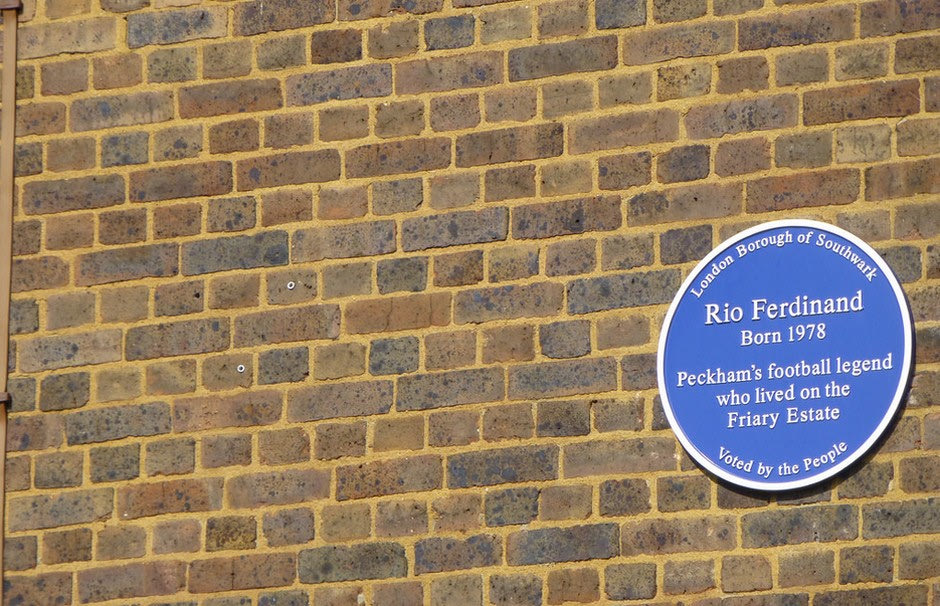 London Borough of Southwark
Rio Ferdinand
Born 1978
Peckham's football legend
who lived on the
Friary Estate
Voted by the People